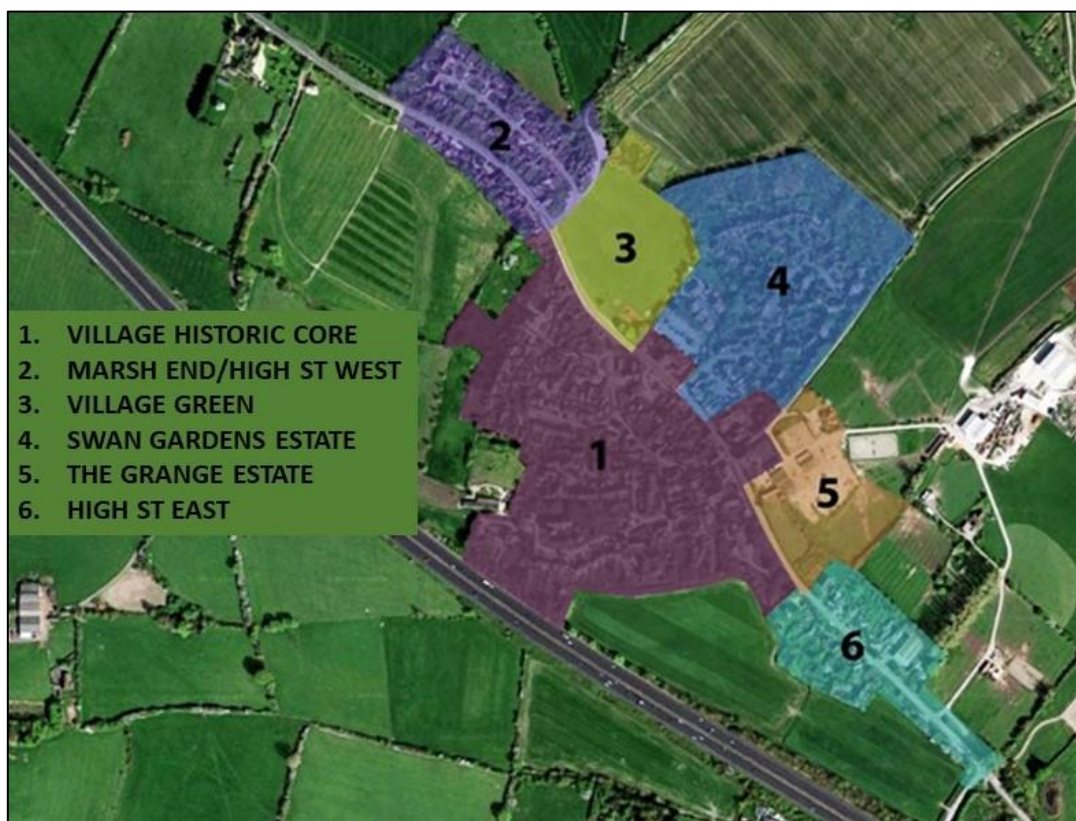 2
3
4
1. VILLAGE HISTORIC CORE
2. MARSH END/HIGH ST WEST
3. VILLAGE GREEN
4. SWAN GARDENS ESTATE
5. THE GRANGE ESTATE
6. HIGH ST EAST
1
5
6